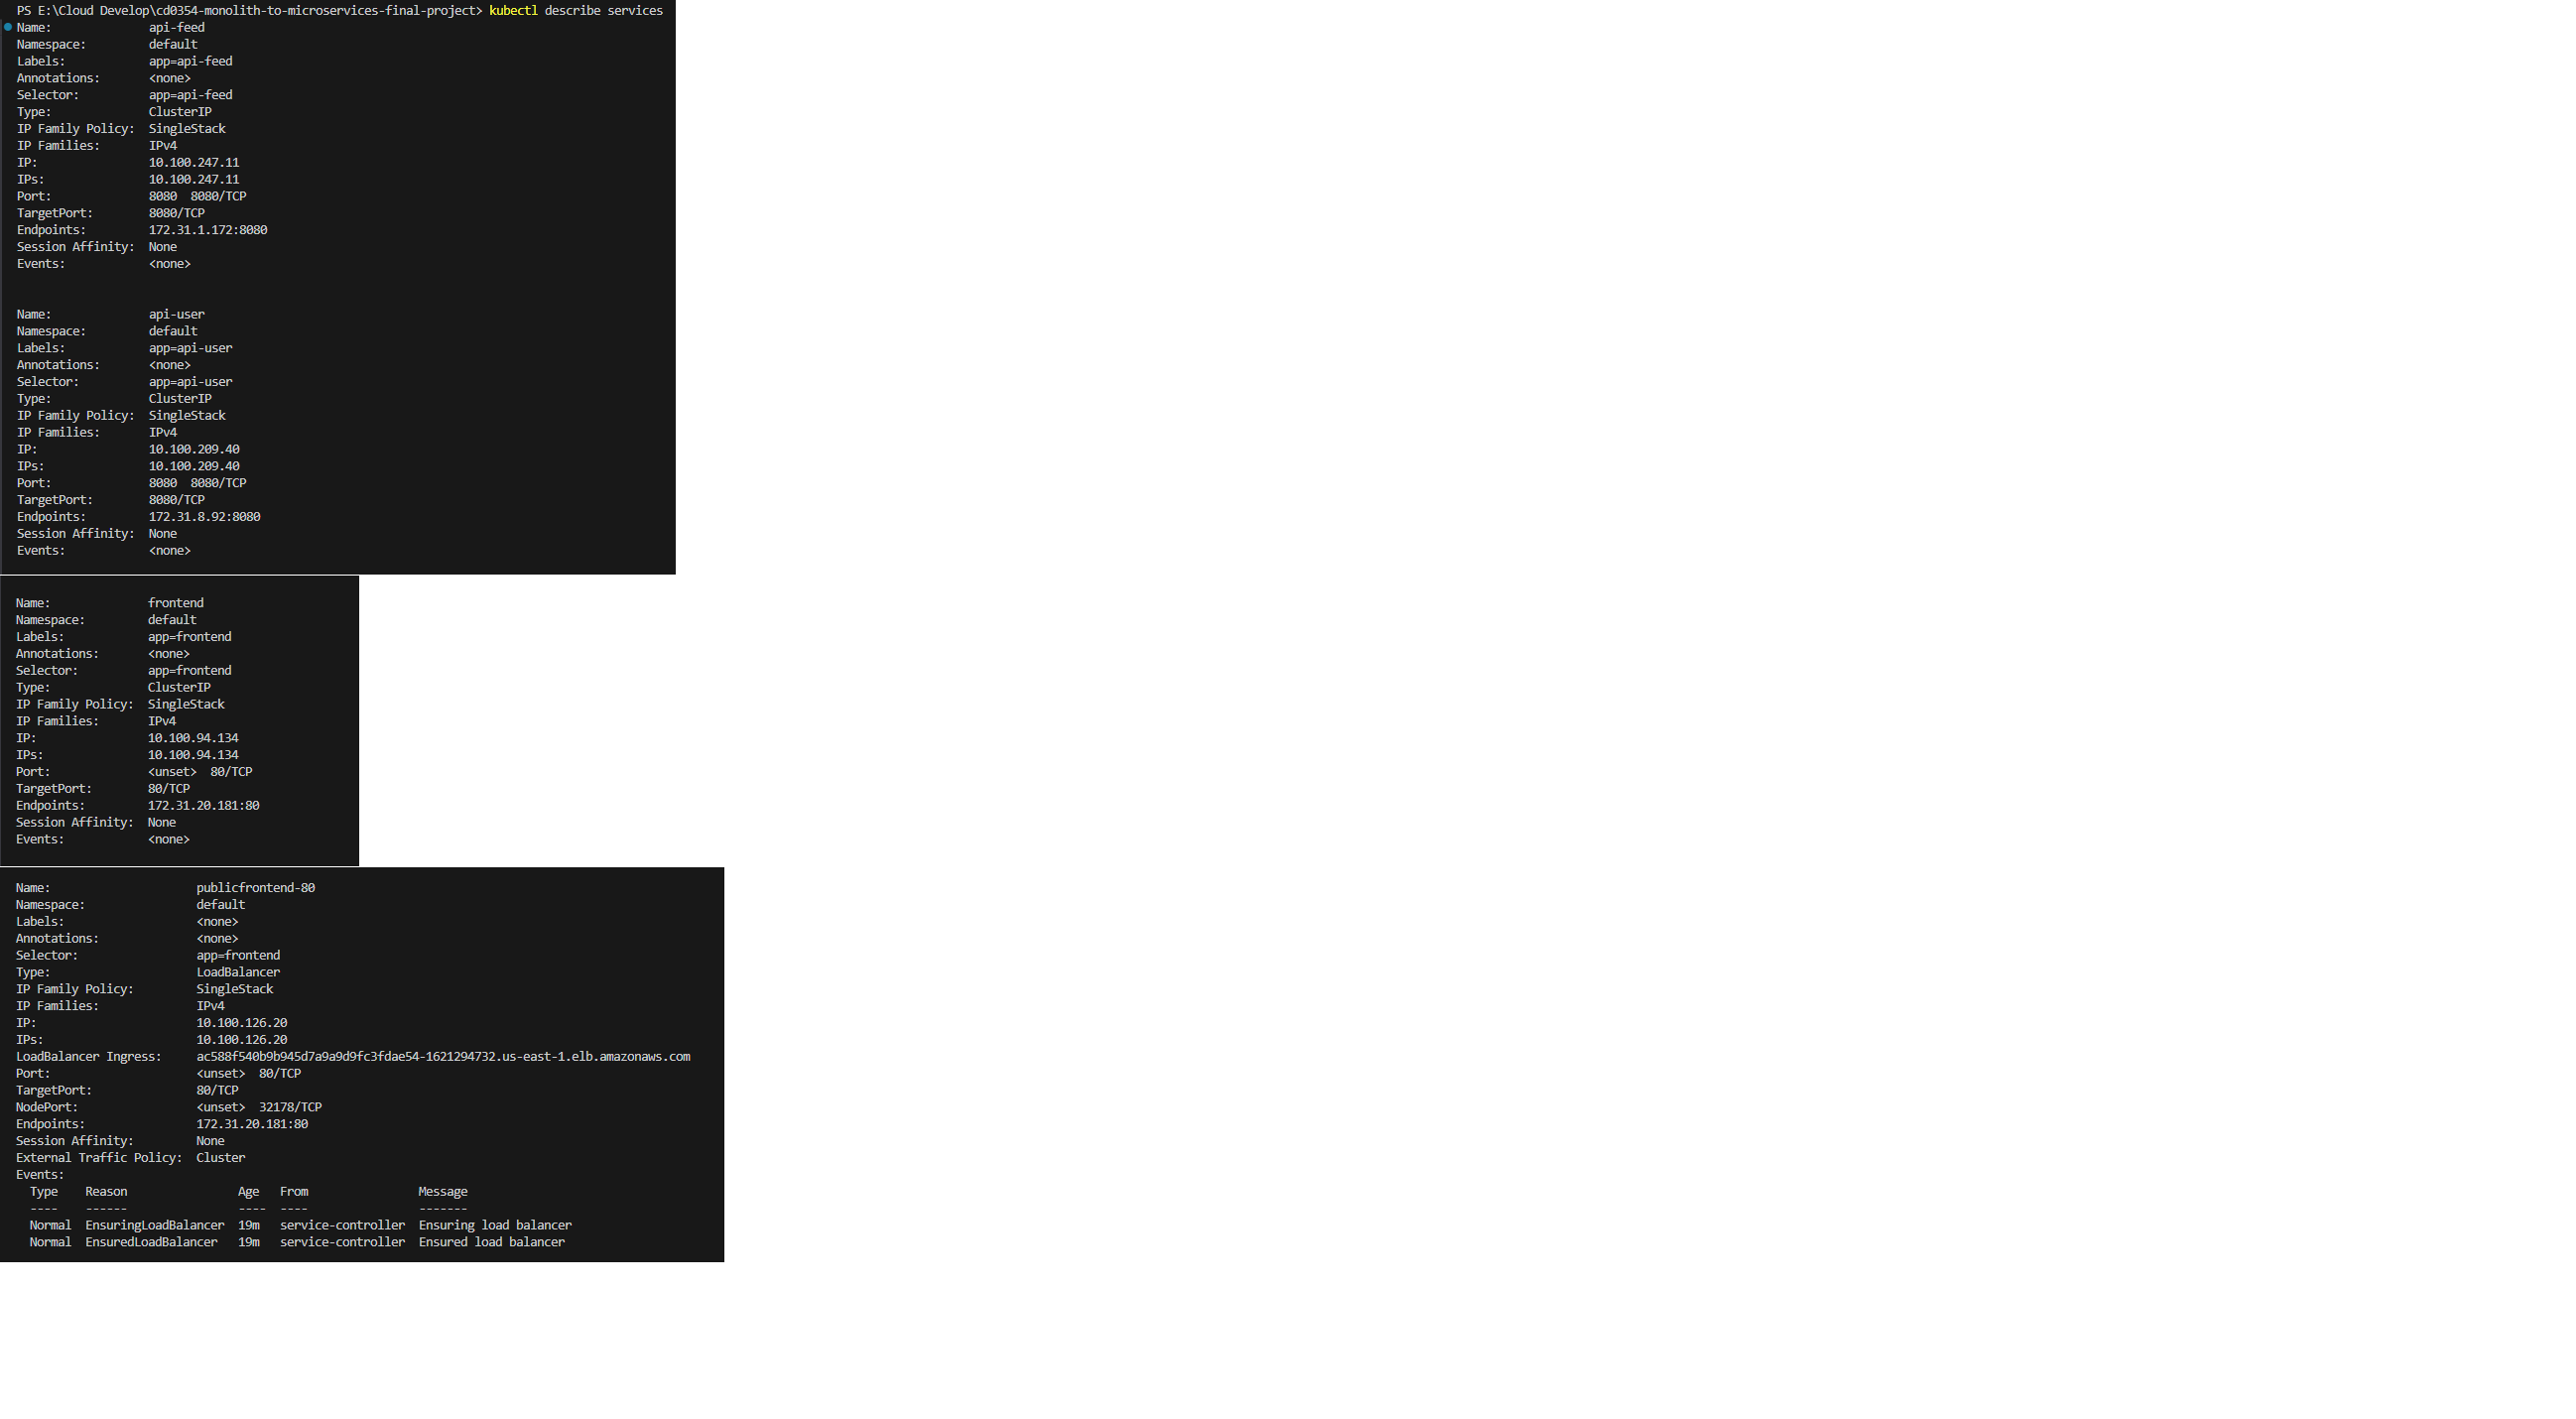 PS E:\Cloud Develop\cd0354-monolith-to-microservices-final-project> kubectl describe services
Name:              api-feed
Namespace:         default
Labels:            app=api-feed
Annotations:       <none>
Selector:          app=api-feed
Type:              ClusterIP
IP Family Policy:  SingleStack
IP Families:       IPv4
IP:                10.100.247.11
IPs:               10.100.247.11
Port:              8080  8080/TCP
TargetPort:        8080/TCP
Endpoints:         172.31.1.172:8080
Session Affinity:  None
Events:            <none>
Name:              api-user
Namespace:         default
Labels:            app=api-user
Annotations:       <none>
Selector:          app=api-user
Type:              ClusterIP
IP Family Policy:  SingleStack
IP Families:       IPv4
IP:                10.100.209.40
IPs:               10.100.209.40
Port:              8080  8080/TCP
TargetPort:        8080/TCP
Endpoints:         172.31.8.92:8080
Session Affinity:  None
Events:            <none>
Name:              frontend
Namespace:         default
Labels:            app=frontend
Annotations:       <none>
Selector:          app=frontend
Type:              ClusterIP
IP Family Policy:  SingleStack
IP Families:       IPv4
IP:                10.100.94.134
IPs:               10.100.94.134
Port:              <unset>  80/TCP
TargetPort:        80/TCP
Endpoints:         172.31.20.181:80
Session Affinity:  None
Events:            <none>
Name:                     publicfrontend-80
Namespace:                default
Labels:                   <none>
Annotations:              <none>
Selector:                 app=frontend
Type:                     LoadBalancer
IP Family Policy:         SingleStack
IP Families:              IPv4
IP:                       10.100.126.20
IPs:                      10.100.126.20
LoadBalancer Ingress:     ac588f540b9b945d7a9a9d9fc3fdae54-1621294732.us-east-1.elb.amazonaws.com
Port:                     <unset>  80/TCP
TargetPort:               80/TCP
NodePort:                 <unset>  32178/TCP
Endpoints:                172.31.20.181:80
Session Affinity:         None
External Traffic Policy:  Cluster
Events:
  Type    Reason                Age   From                Message
  ----    ------                ----  ----                -------
  Normal  EnsuringLoadBalancer  19m   service-controller  Ensuring load balancer
  Normal  EnsuredLoadBalancer   19m   service-controller  Ensured load balancer